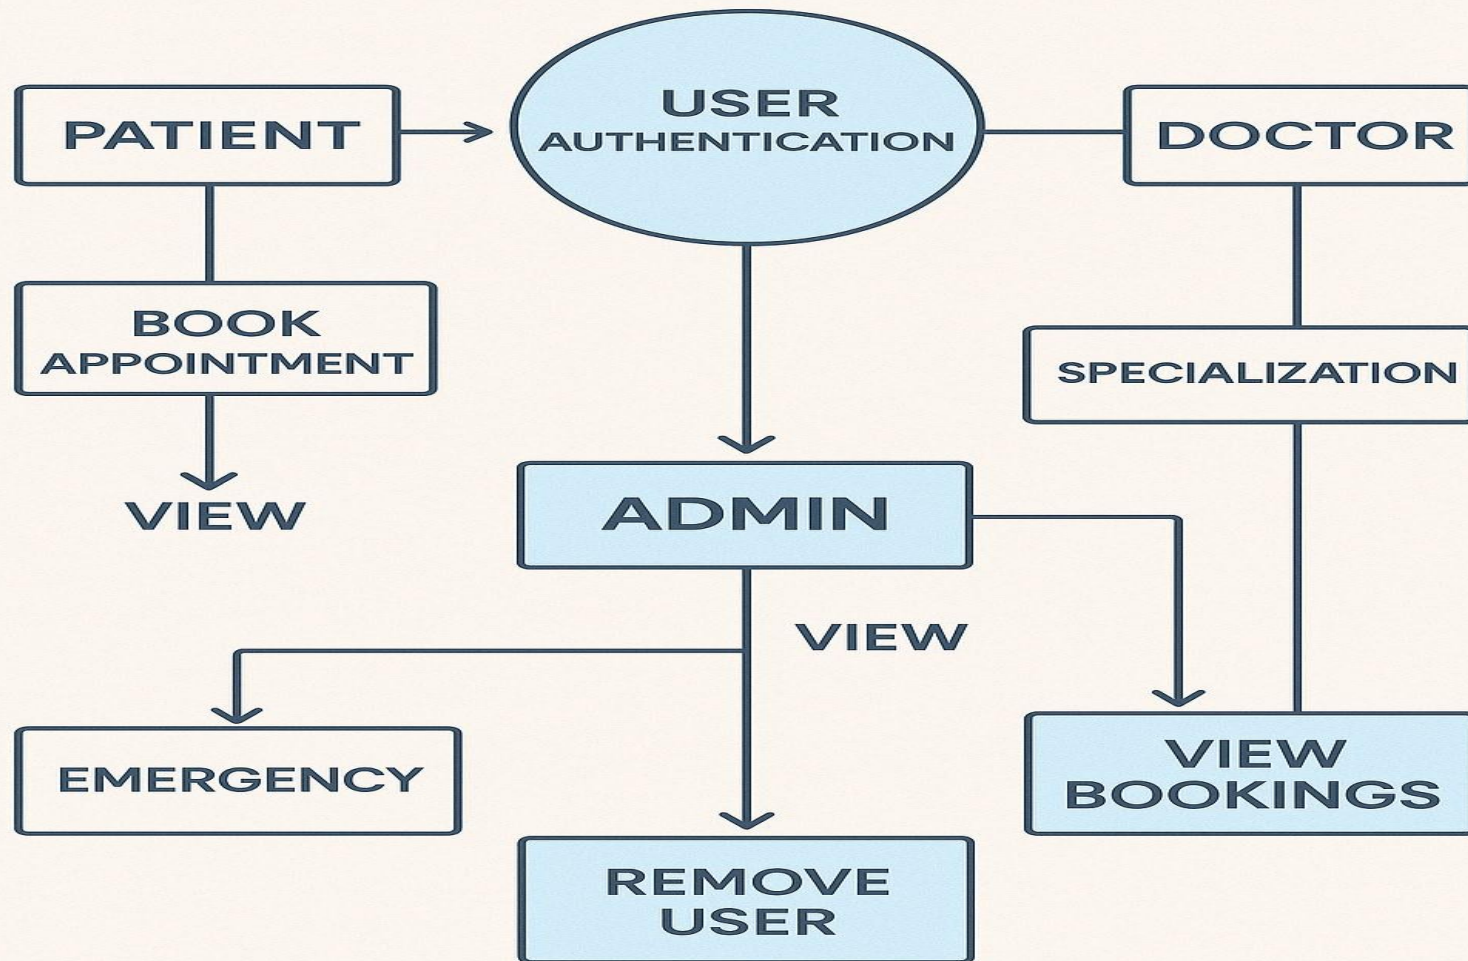 PATIENT
USER
AUTHENTICATION
DOCTOR
BOOK
APPOINTMENT
SPECIALIZATION
VIEW
ADMIN
VIEW
EMERGENCY
VIEW
BOOKINGS
REMOVE
USER